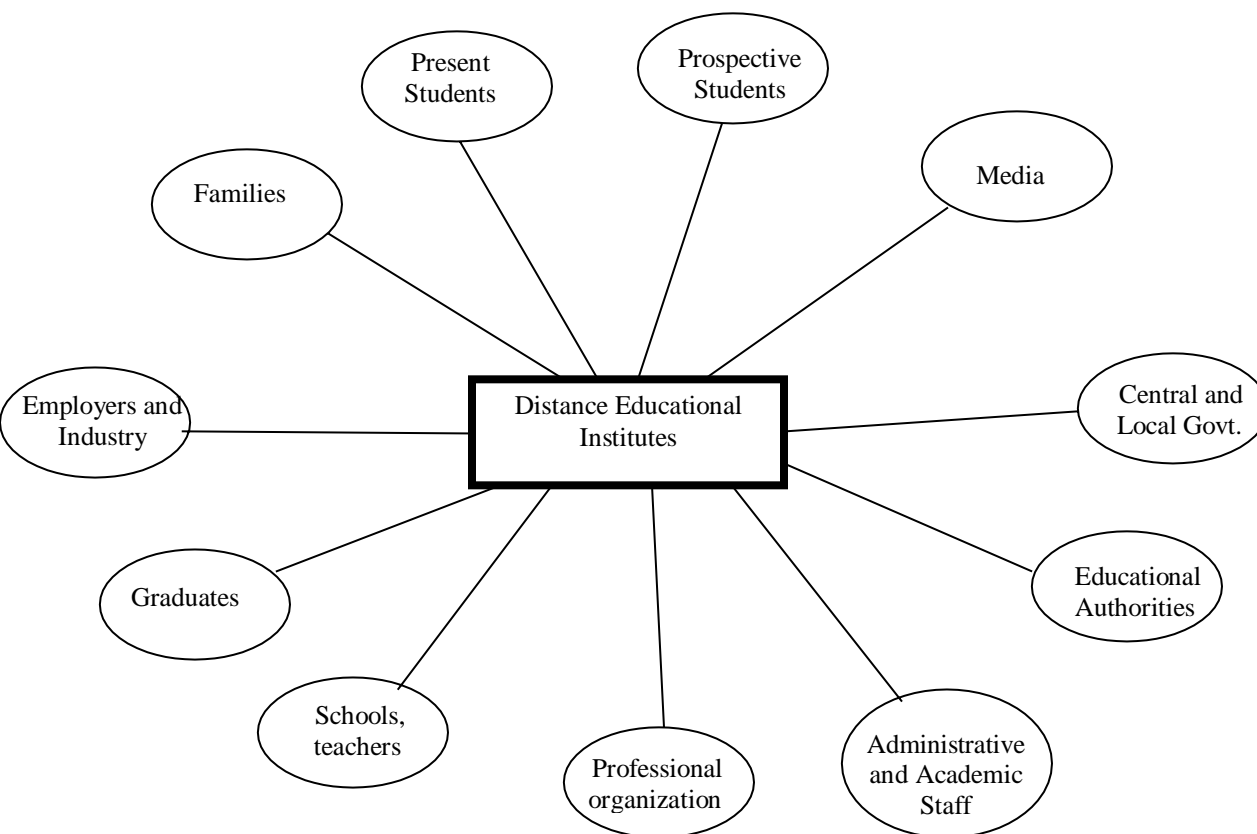 Present
Students
Prospective
Students
Media
Families
Central and
Local Govt.
Employers and
Industry
Distance Educational
Institutes
Educational
Authorities
Graduates
Schools,
teachers
Professional
organization
Administrative
and Academic
Staff